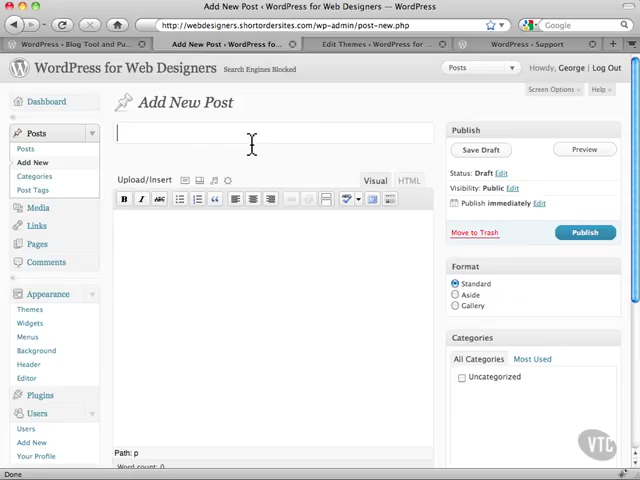 Add New Post ‹ WordPress for Web Designers — WordPress
http://webdesigners.shortordersites.com/wp-admin/post-new.php
Google
WordPress › Blog Tool and Pu...
Add New Post ‹ WordPress fo...
Edit Themes ‹ WordPress for ...
WordPress › Support
WordPress for Web Designers
Search Engines Blocked
Posts
Howdy, George | Log Out
Screen Options
Help
Dashboard
Posts
Posts
Add New
Categories
Post Tags
Media
Links
Pages
Comments
Appearance
Themes
Widgets
Menus
Background
Header
Editor
Plugins
Users
Users
Add New
Your Profile
Add New Post
Upload/Insert
Visual
HTML
B I ABC
ABC
Path: p
Word count: 0
Publish
Save Draft
Preview
Status: Draft Edit
Visibility: Public Edit
Publish immediately Edit
Move to Trash
Publish
Format
Standard
Aside
Gallery
Categories
All Categories
Most Used
Uncategorized
VTC
Done